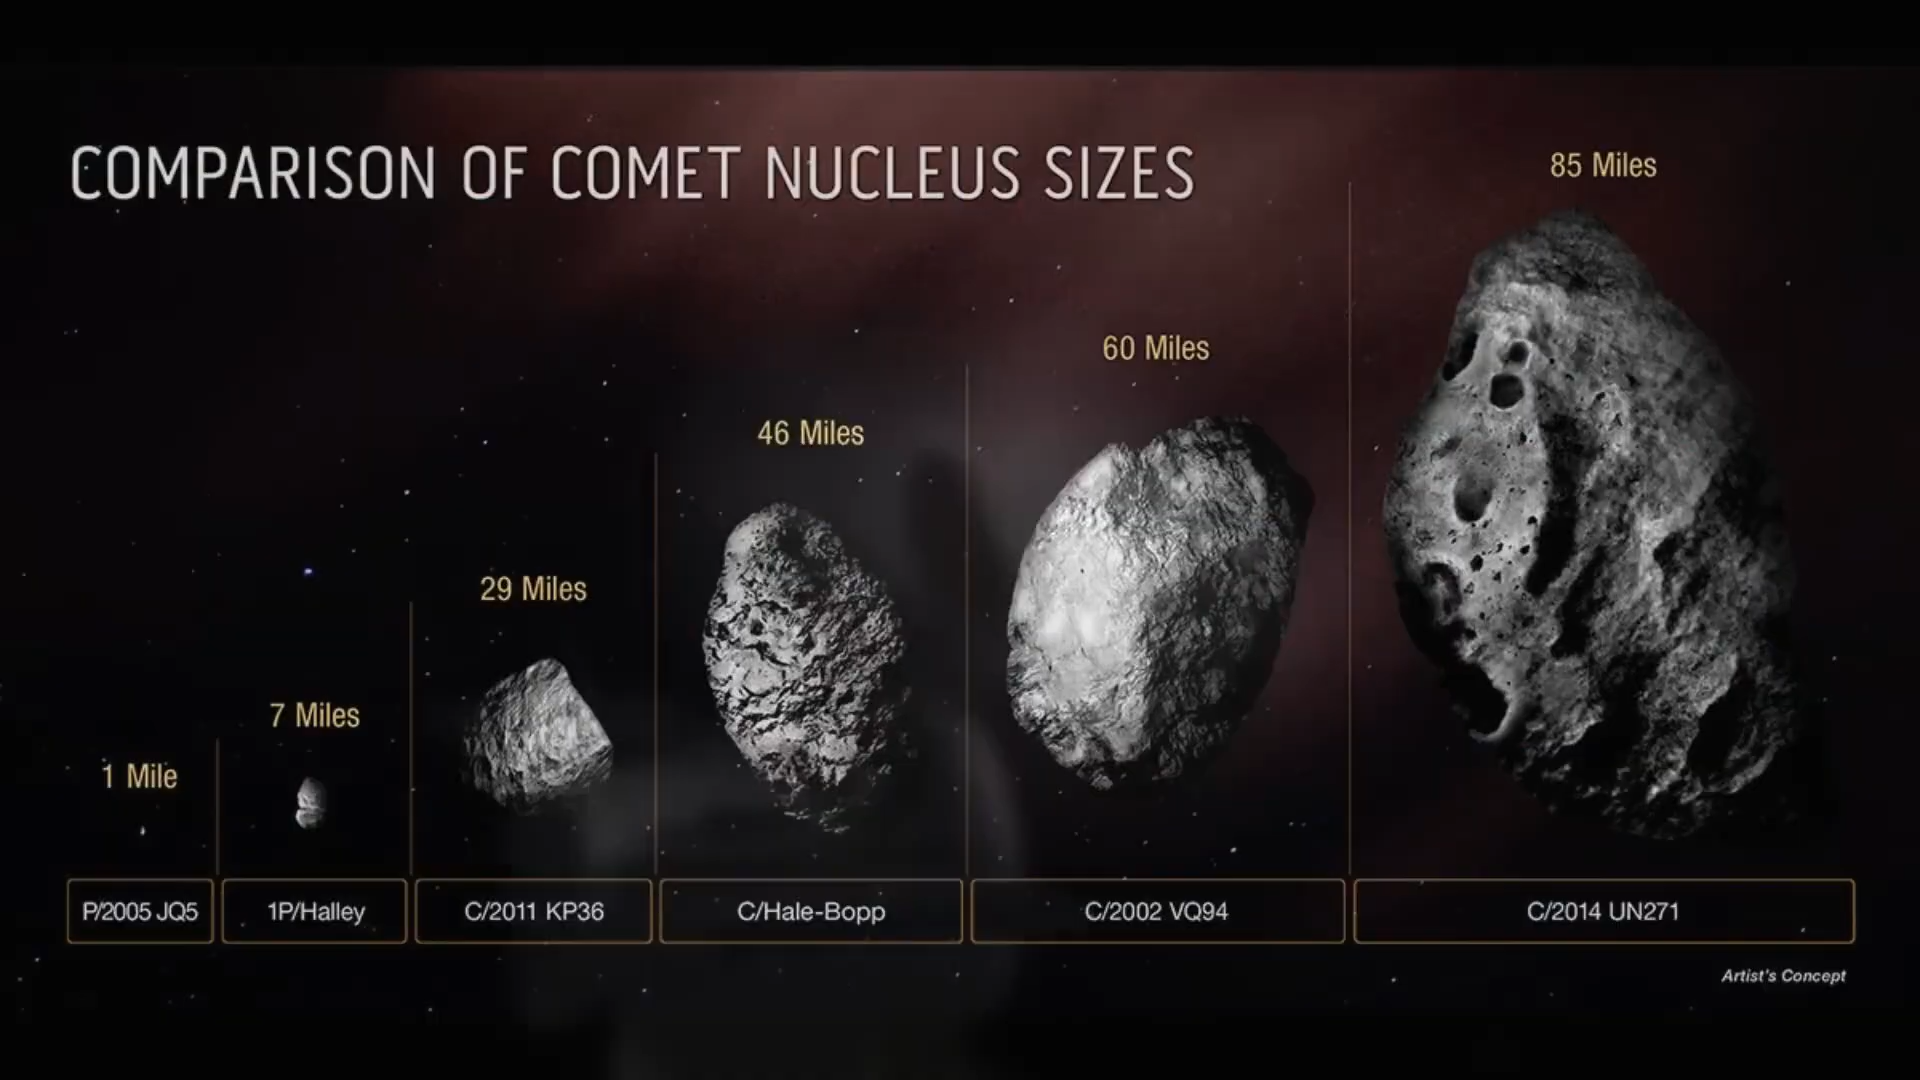 COMPARISON OF COMET NUCLEUS SIZES
1 Mile
7 Miles
29 Miles
46 Miles
60 Miles
85 Miles
P/2005 JQ5
1P/Halley
C/2011 KP36
C/Hale-Bopp
C/2002 VQ94
C/2014 UN271
Artist's Concept